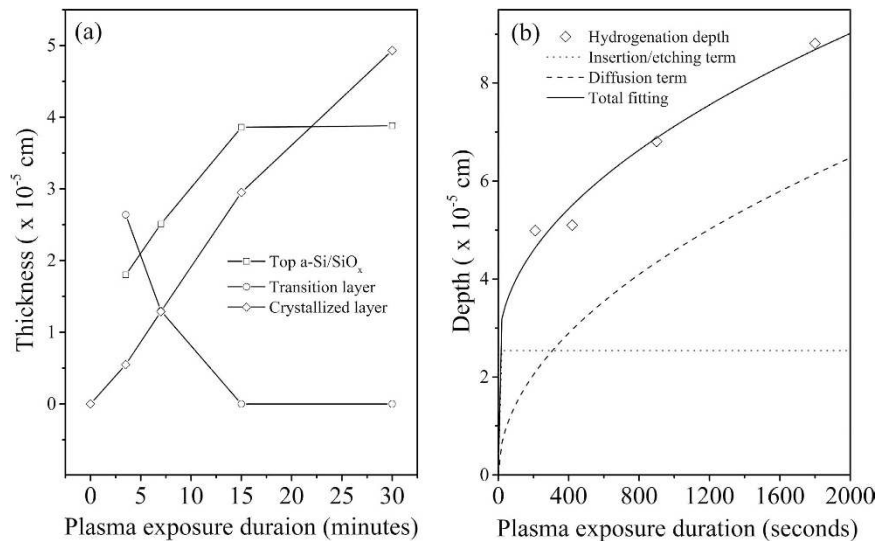 (a)
5
4
3
2
1
0
Thickness ( x 10⁻⁵ cm)
Top a-Si/SiOₓ
Transition layer
Crystallized layer
0 5 10 15 20 25 30
Plasma exposure duraion (minutes)
(b)
Hydrogenation depth
Insertion/etching term
Diffusion term
Total fitting
8
6
4
2
0
Depth ( x 10⁻⁵ cm)
0 400 800 1200 1600 2000
Plasma exposure duration (seconds)